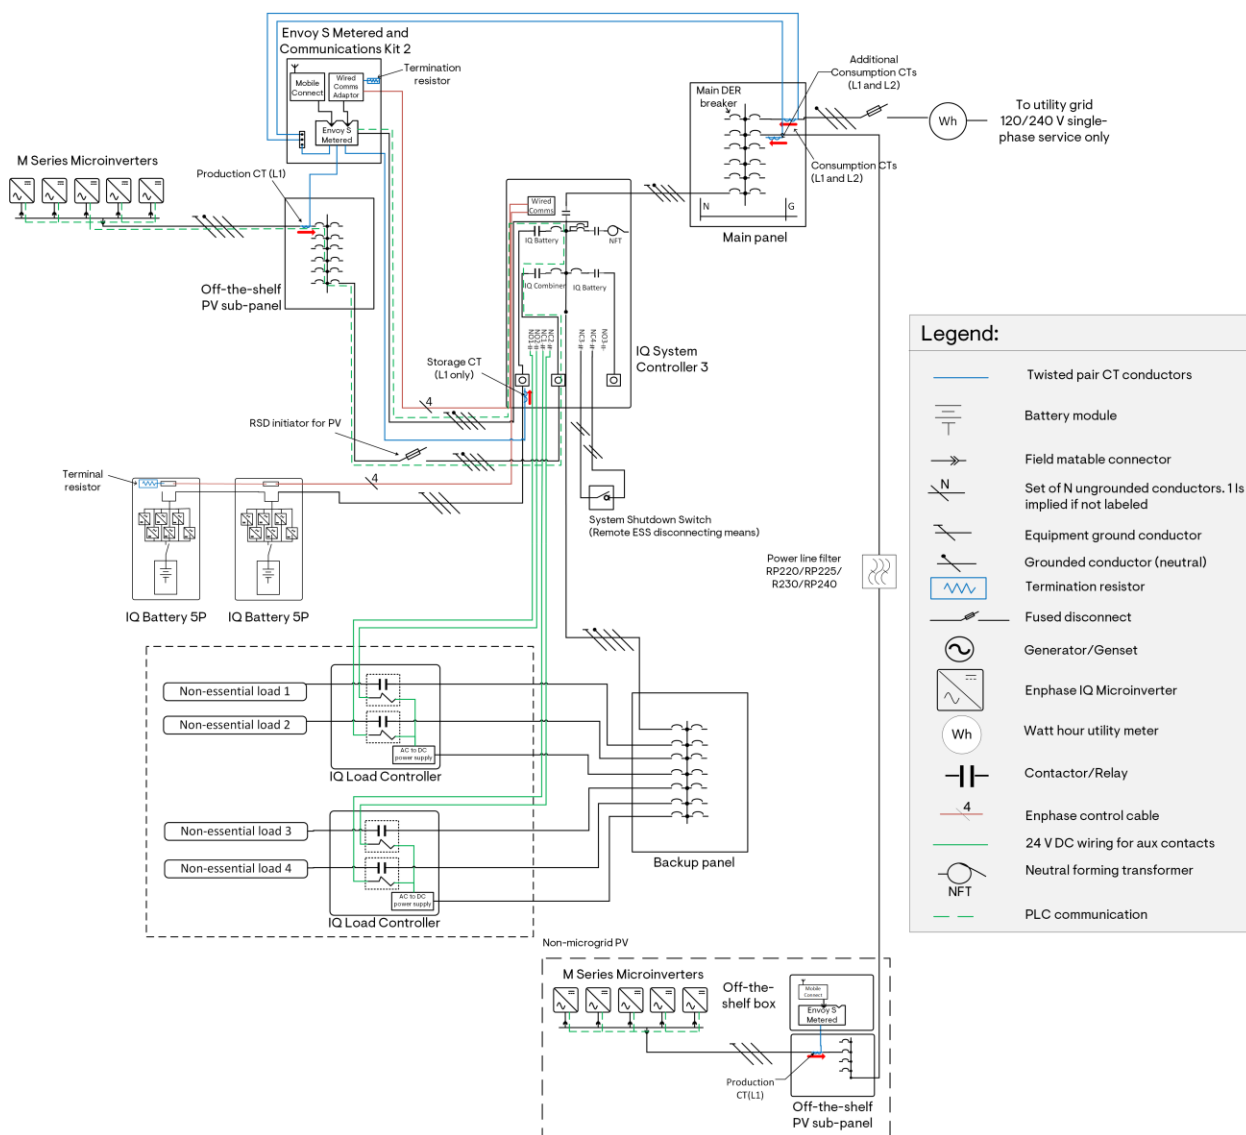 Envoy S Metered and
Communications Kit 2
Mobile
Connect
Wired
Comms
Adaptor
Envoy S
Metered
Termination
resistor
Additional
Consumption CTs
(L1 and L2)
Main DER
breaker
Wh
To utility grid
120/240 V single-
phase service only
Consumption CTs
(L1 and L2)
N
G
Main panel
M Series Microinverters
Production CT (L1)
Off-the-shelf
PV sub-panel
Wired
Comms
IQ Battery
NFT
IQ Combiner
IQ Battery
NO1
NO2
NC1
NC2
NC3
NC4
NO3
IQ System
Controller 3
Storage CT
(L1 only)
4
RSD initiator for PV
Terminal
resistor
4
IQ Battery 5P
IQ Battery 5P
System Shutdown Switch
(Remote ESS disconnecting means)
Power line filter
RP220/RP225/
R230/RP240
Non-essential load 1
Non-essential load 2
AC to DC
power supply
IQ Load Controller
Non-essential load 3
Non-essential load 4
AC to DC
power supply
IQ Load Controller
Backup panel
Non-microgrid PV
M Series Microinverters
Off-the-
shelf box
Mobile
Connect
Envoy S
Metered
Production
CT(L1)
Off-the-shelf
PV sub-panel
Legend:
Twisted pair CT conductors
Battery module
Field matable connector
N
Set of N ungrounded conductors. 1 Is
implied if not labeled
Equipment ground conductor
Grounded conductor (neutral)
Termination resistor
Fused disconnect
Generator/Genset
Enphase IQ Microinverter
Wh
Watt hour utility meter
Contactor/Relay
4
Enphase control cable
24 V DC wiring for aux contacts
Neutral forming transformer
NFT
PLC communication